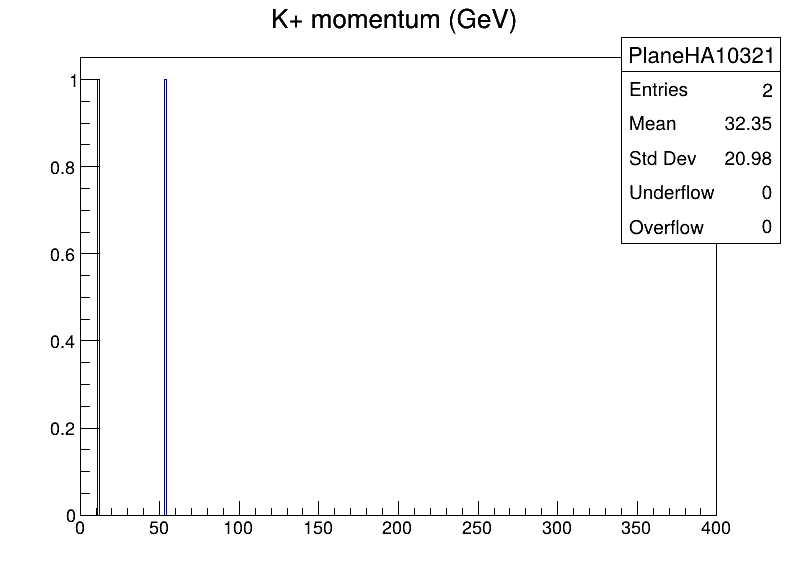 K+ momentum (GeV)
PlaneHA10321
Entries 2
Mean 32.35
Std Dev 20.98
Underflow 0
Overflow 0
1
0.8
0.6
0.4
0.2
0
0 50 100 150 200 250 300 350 400